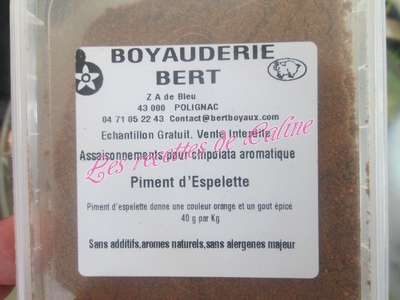 BOYAUDERIE
BERT
Z A de Bleu
43 000 POLIGNAC
04 71 05 22 43 Contact@bertboyaux.com
Echantillon Gratuit. Vente Interdite
Assaisonnements pour chipolata aromatique
Les recettes de Caline
Piment d'Espelette
Piment d'espelette donne une couleur orange et un gout épicé
40 g par Kg
Sans additifs,aromes naturels,sans alergenes majeur